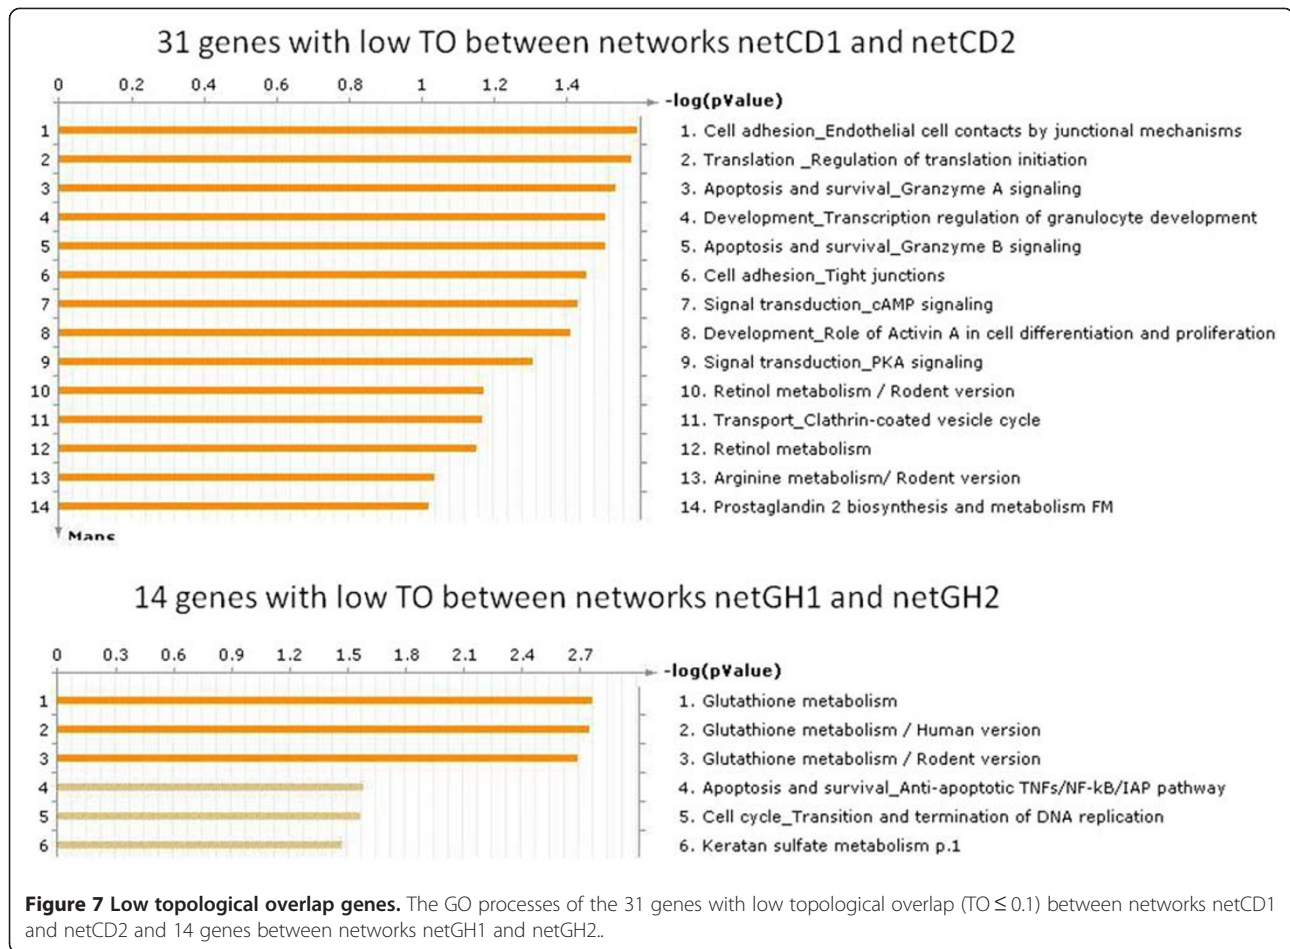 31 genes with low TO between networks netCD1 and netCD2
0 0.2 0.4 0.6 0.8 1 1.2 1.4
-log(pValue)
1 1. Cell adhesion_Endothelial cell contacts by junctional mechanisms
2 2. Translation _Regulation of translation initiation
3 3. Apoptosis and survival_Granzyme A signaling
4 4. Development_Transcription regulation of granulocyte development
5 5. Apoptosis and survival_Granzyme B signaling
6 6. Cell adhesion_Tight junctions
7 7. Signal transduction_cAMP signaling
8 8. Development_Role of Activin A in cell differentiation and proliferation
9 9. Signal transduction_PKA signaling
10 10. Retinol metabolism / Rodent version
11 11. Transport_Clathrin-coated vesicle cycle
12 12. Retinol metabolism
13 13. Arginine metabolism/ Rodent version
14 14. Prostaglandin 2 biosynthesis and metabolism FM
Maps
14 genes with low TO between networks netGH1 and netGH2
0 0.3 0.6 0.9 1.2 1.5 1.8 2.1 2.4 2.7
-log(pValue)
1 1. Glutathione metabolism
2 2. Glutathione metabolism / Human version
3 3. Glutathione metabolism / Rodent version
4 4. Apoptosis and survival_Anti-apoptotic TNFs/NF-kB/IAP pathway
5 5. Cell cycle_Transition and termination of DNA replication
6 6. Keratan sulfate metabolism p.1
Figure 7 Low topological overlap genes. The GO processes of the 31 genes with low topological overlap (TO ≤ 0.1) between networks netCD1
and netCD2 and 14 genes between networks netGH1 and netGH2..